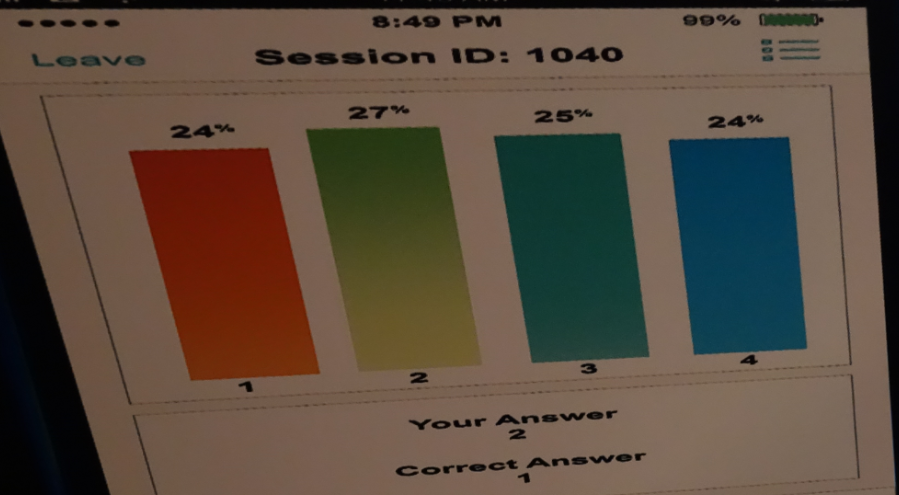 8:49 PM 99%
Leave Session ID: 1040
24% 27% 25% 24%
1 2 3 4
Your Answer
2
Correct Answer
1